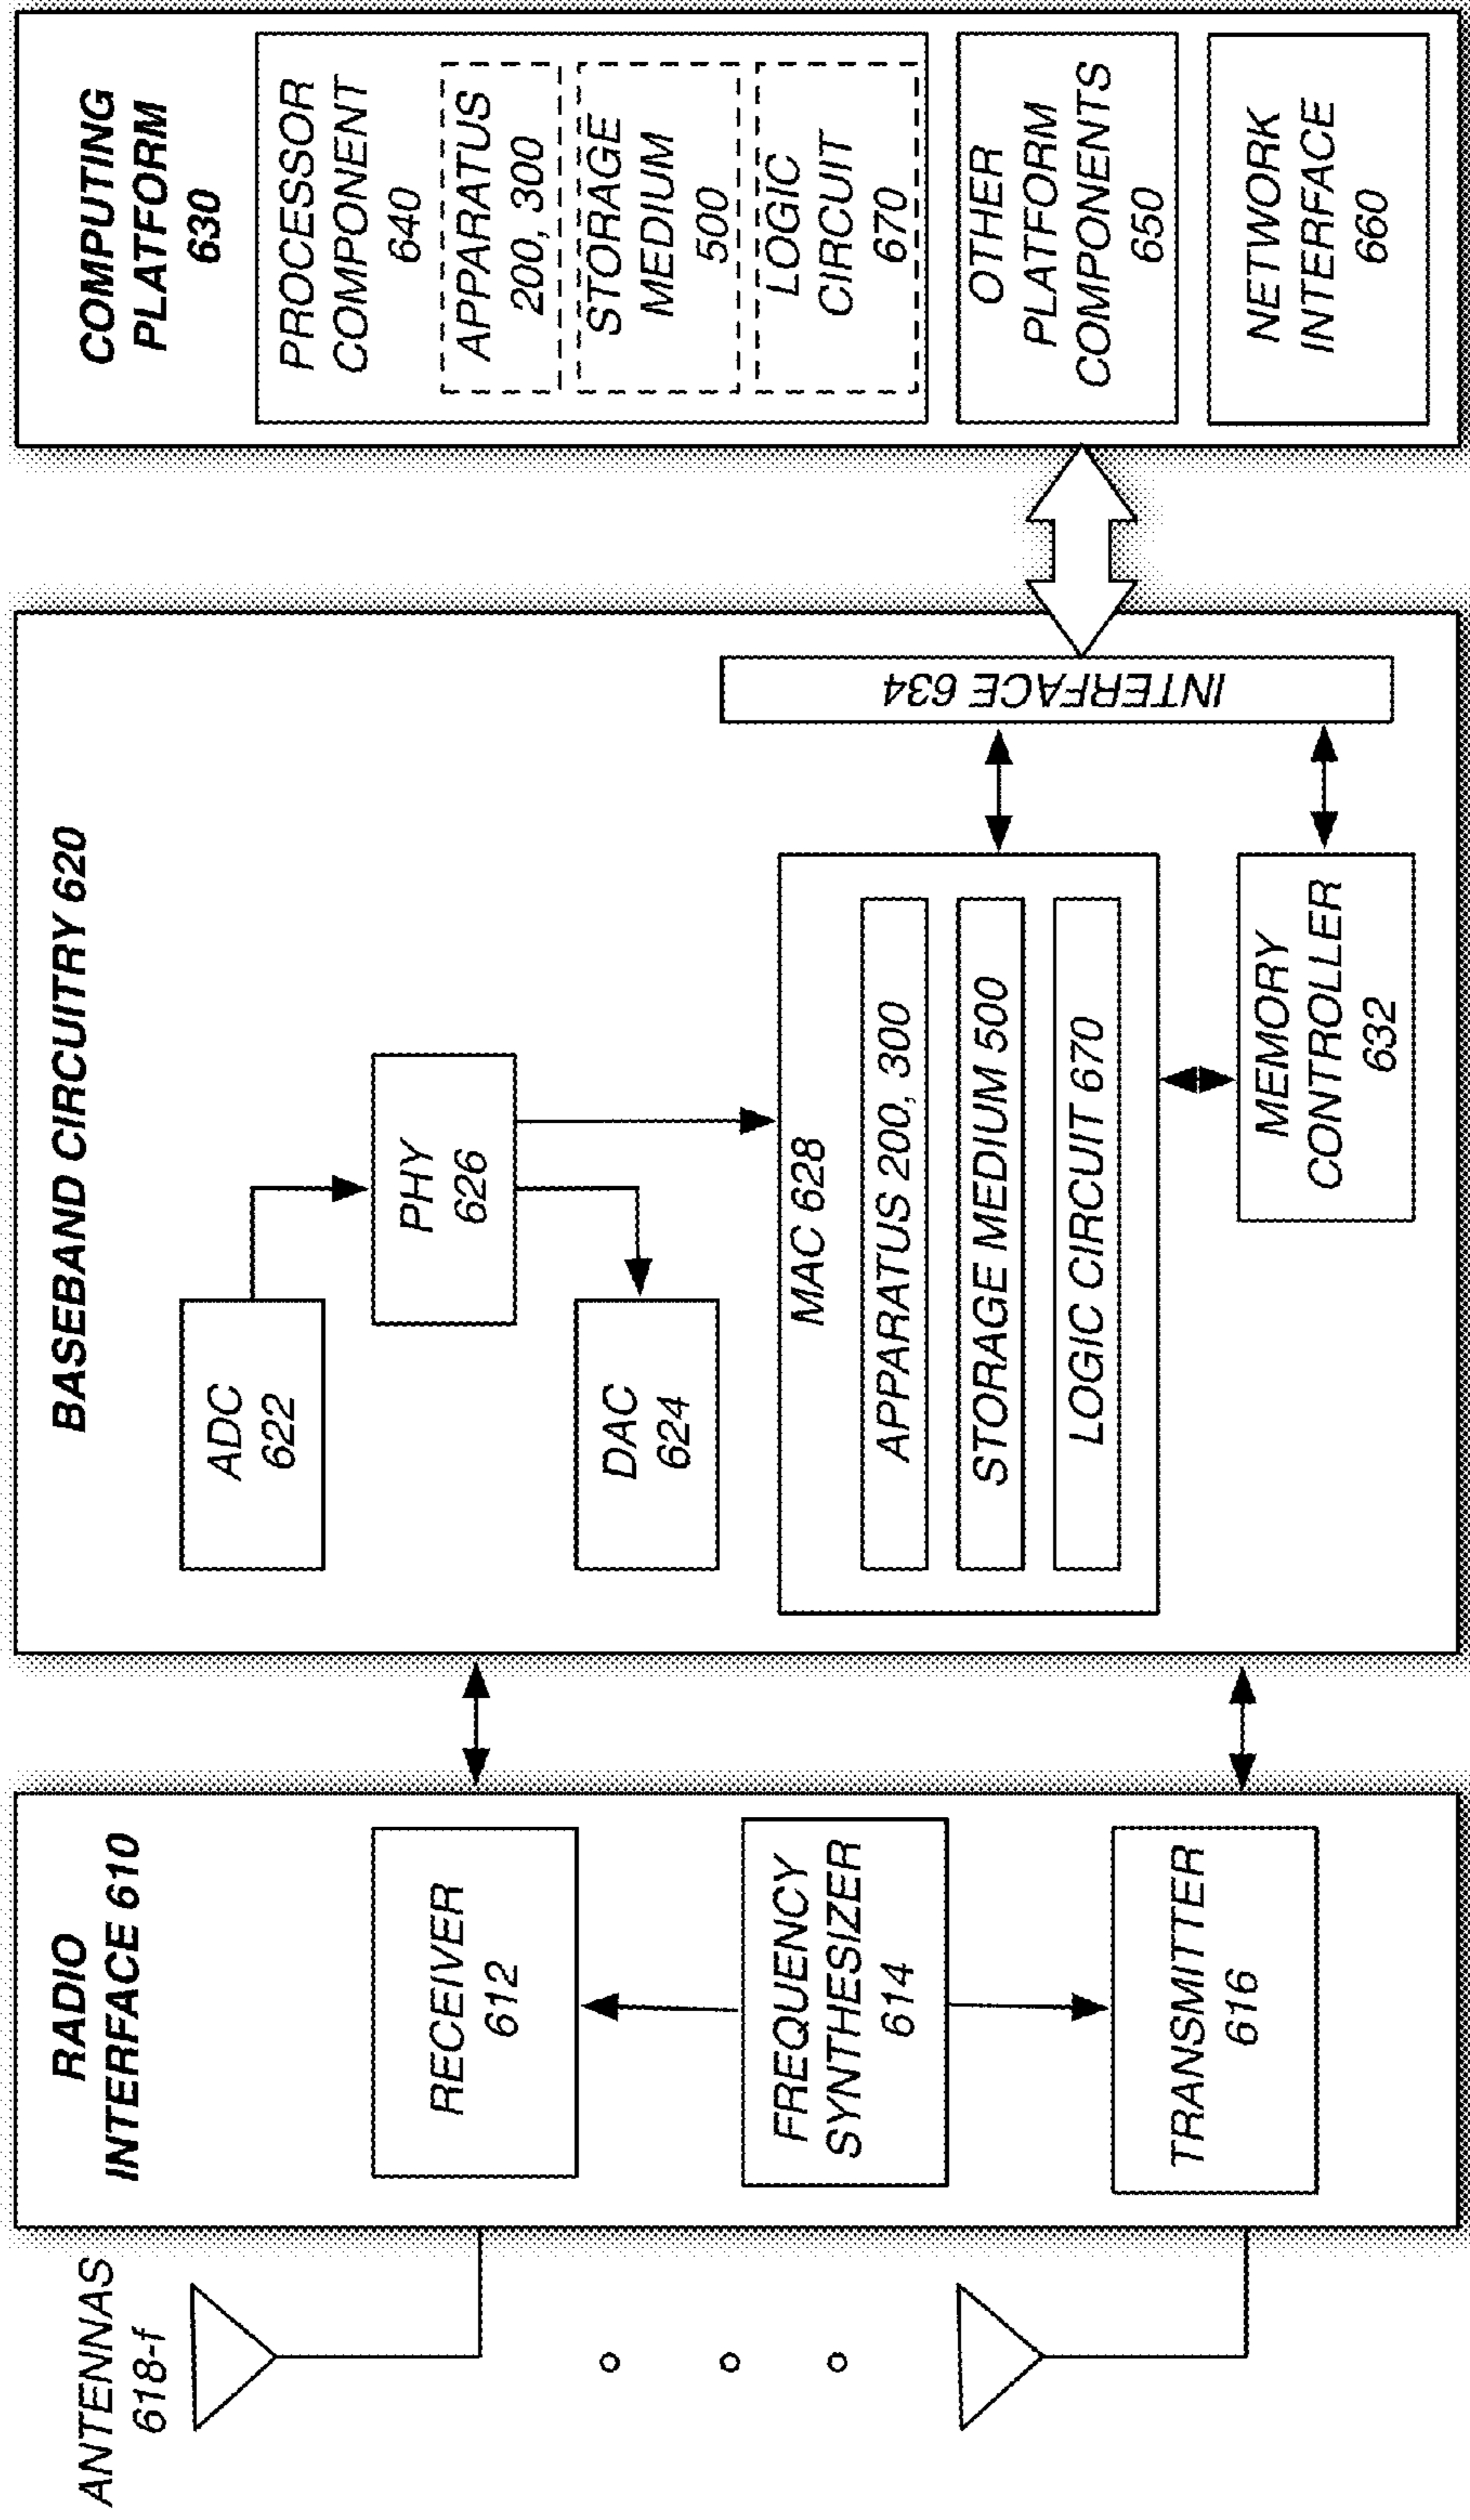 ANTENNAS
618-f
RADIO
INTERFACE 610
RECEIVER
612
FREQUENCY
SYNTHESIZER
614
TRANSMITTER
616
BASEBAND CIRCUITRY 620
ADC
622
PHY
626
DAC
624
MAC 628
APPARATUS 200, 300
STORAGE MEDIUM 500
LOGIC CIRCUIT 670
MEMORY
CONTROLLER
632
INTERFACE 634
COMPUTING
PLATFORM
630
PROCESSOR
COMPONENT
640
APPARATUS
200, 300
STORAGE
MEDIUM
500
LOGIC
CIRCUIT
670
OTHER
PLATFORM
COMPONENTS
650
NETWORK
INTERFACE
660